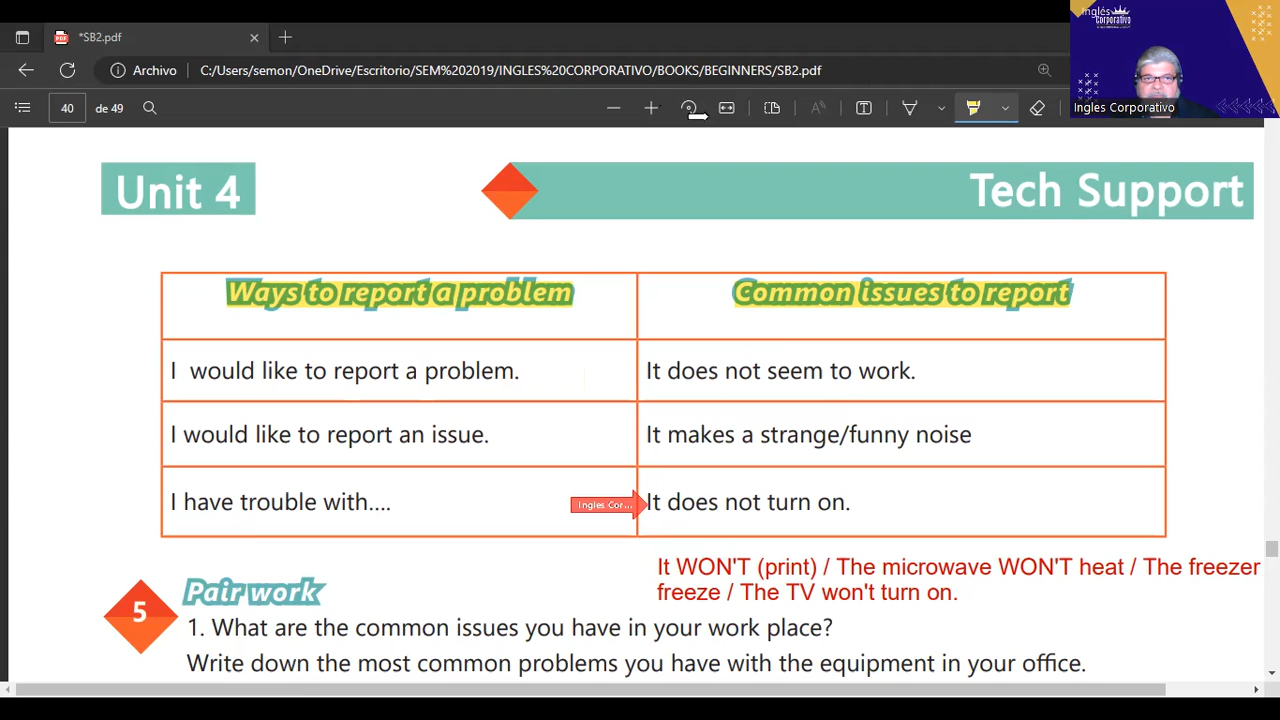 Inglés
Corporativo
Ingles Corporativo
*SB2.pdf
Archivo
C:/Users/semon/OneDrive/Escritorio/SEM%202019/INGLES%20CORPORATIVO/BOOKS/BEGINNERS/SB2.pdf
40
de 49
Unit 4
Tech Support
Ways to report a problem
Common issues to report
I would like to report a problem.
It does not seem to work.
I would like to report an issue.
It makes a strange/funny noise
I have trouble with....
Ingles Cor...
It does not turn on.
It WON'T (print) / The microwave WON'T heat / The freezer
freeze / The TV won't turn on.
5
Pair work
1. What are the common issues you have in your work place?
Write down the most common problems you have with the equipment in your office.